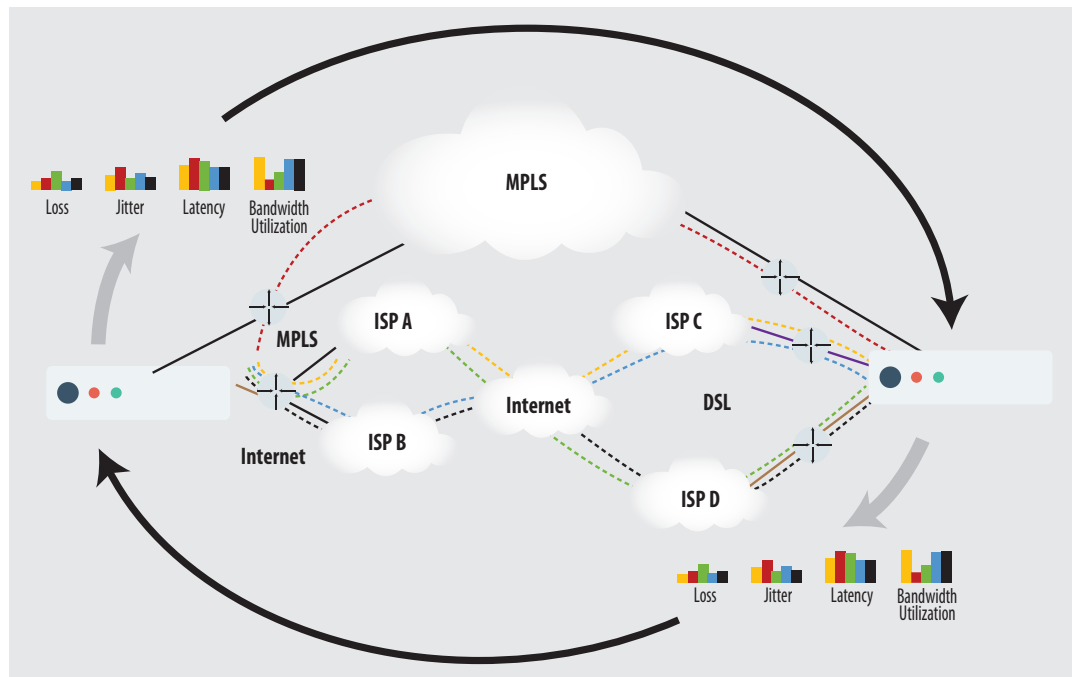 MPLS
Loss
Jitter
Latency
Bandwidth
Utilization
ISP A
ISP C
MPLS
Internet
DSL
ISP B
Internet
ISP D
Loss
Jitter
Latency
Bandwidth
Utilization